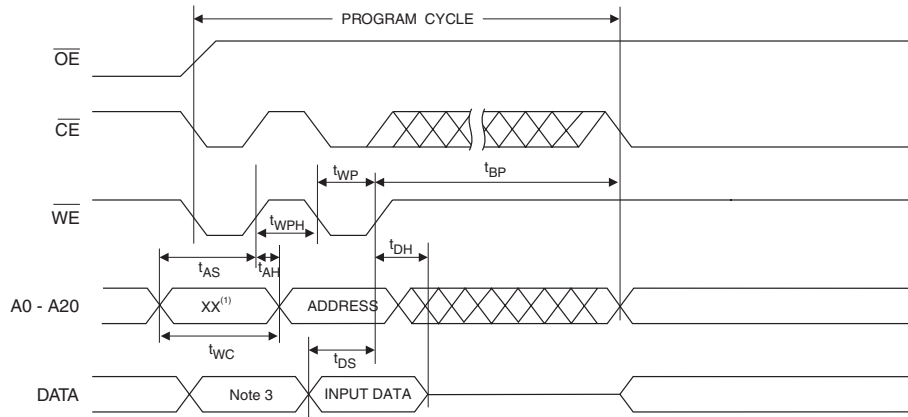 PROGRAM CYCLE
OE
CE
tWP
tBP
WE
tWPH
tDH
tAS
tAH
A0 - A20
XX(1)
ADDRESS
tWC
tDS
DATA
Note 3
INPUT DATA